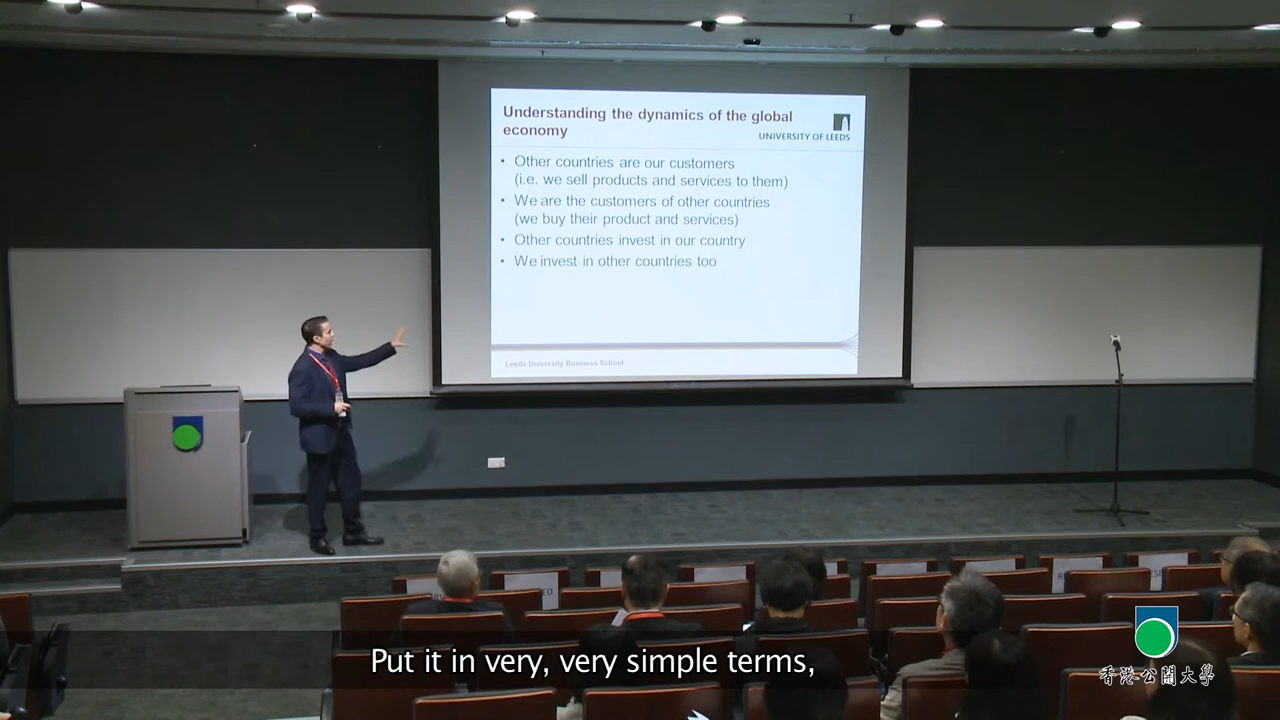 Understanding the dynamics of the global
economy
UNIVERSITY OF LEEDS
• Other countries are our customers
(i.e. we sell products and services to them)
• We are the customers of other countries
(we buy their product and services)
• Other countries invest in our country
• We invest in other countries too
Leeds University Business School
Put it in very, very simple terms,
香港公開大學